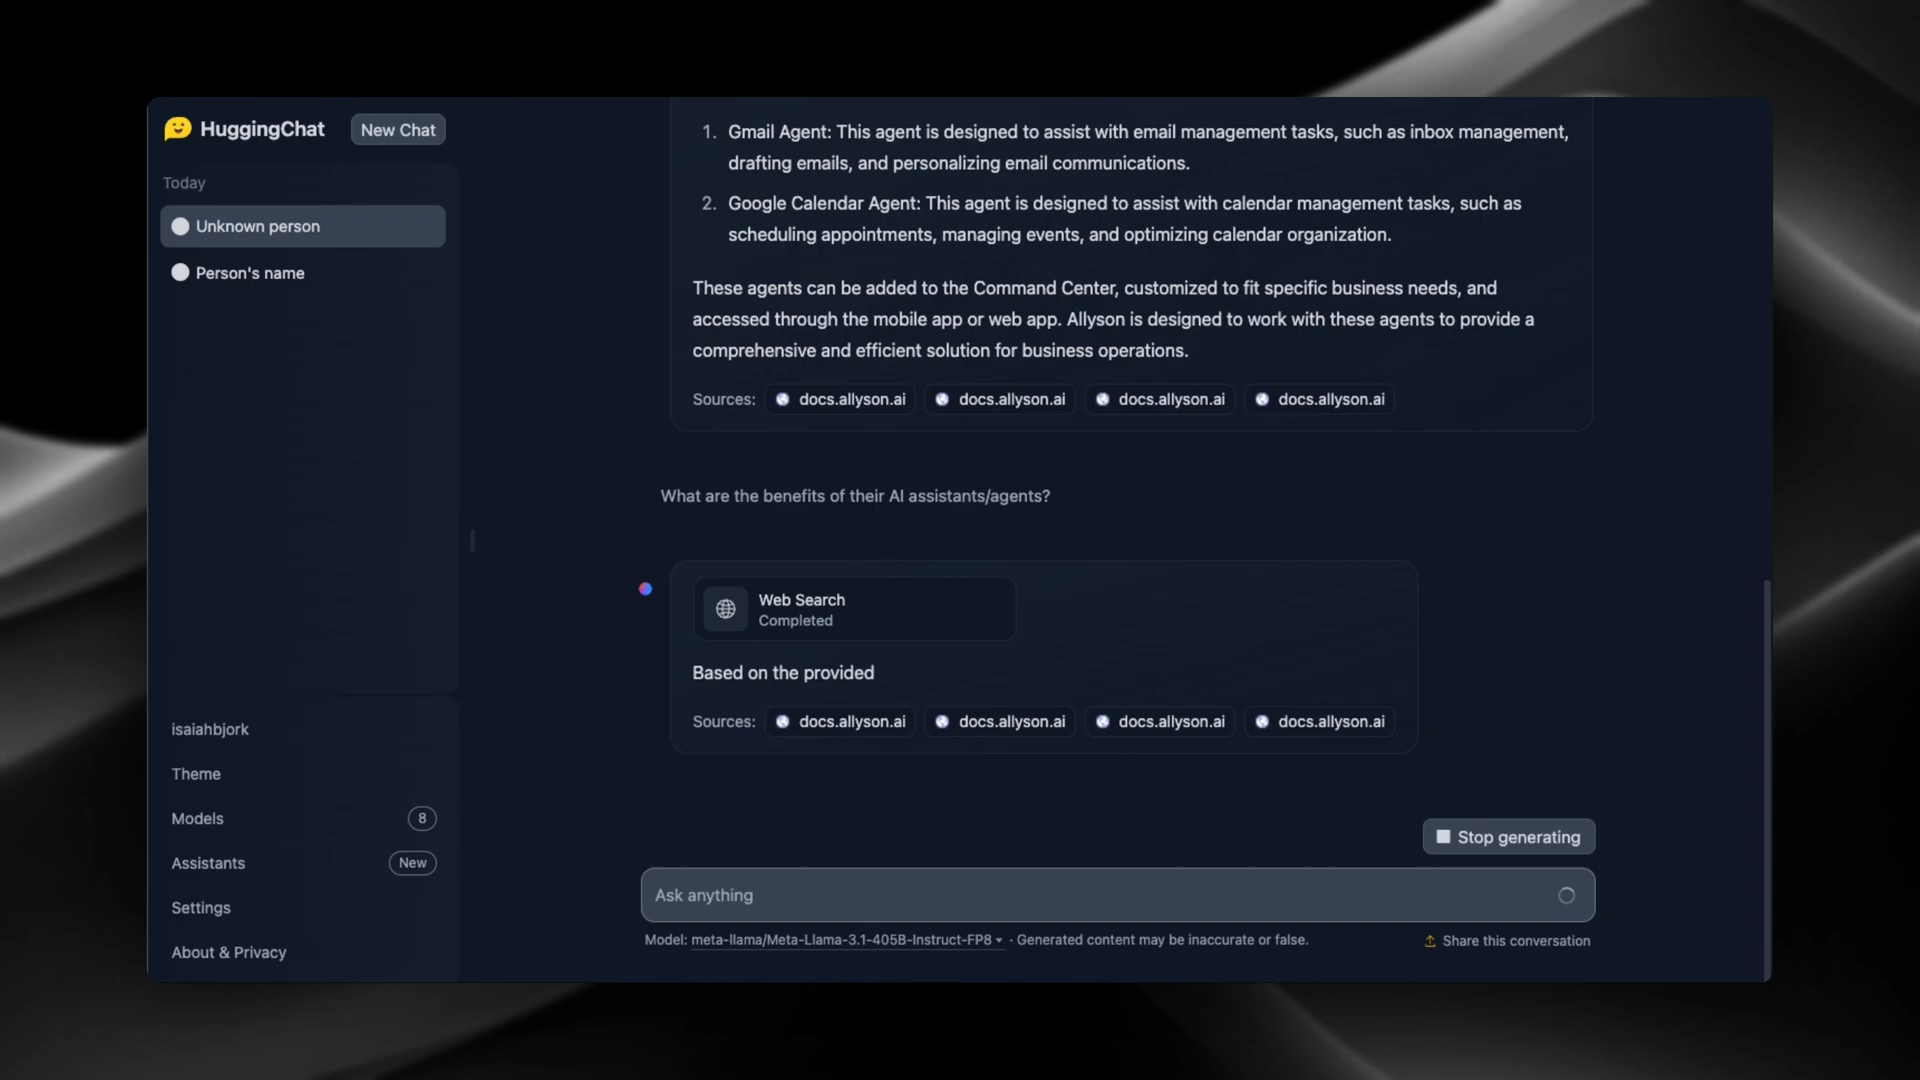 HuggingChat
New Chat
Today
Unknown person
Person's name
isaiahbjork
Theme
Models 8
Assistants New
Settings
About & Privacy
1. Gmail Agent: This agent is designed to assist with email management tasks, such as inbox management,
drafting emails, and personalizing email communications.
2. Google Calendar Agent: This agent is designed to assist with calendar management tasks, such as
scheduling appointments, managing events, and optimizing calendar organization.
These agents can be added to the Command Center, customized to fit specific business needs, and
accessed through the mobile app or web app. Allyson is designed to work with these agents to provide a
comprehensive and efficient solution for business operations.
Sources: docs.allyson.ai docs.allyson.ai docs.allyson.ai docs.allyson.ai
What are the benefits of their AI assistants/agents?
Web Search
Completed
Based on the provided
Sources: docs.allyson.ai docs.allyson.ai docs.allyson.ai docs.allyson.ai
Stop generating
Ask anything
Model: meta-llama/Meta-Llama-3.1-405B-Instruct-FP8 · Generated content may be inaccurate or false.
Share this conversation